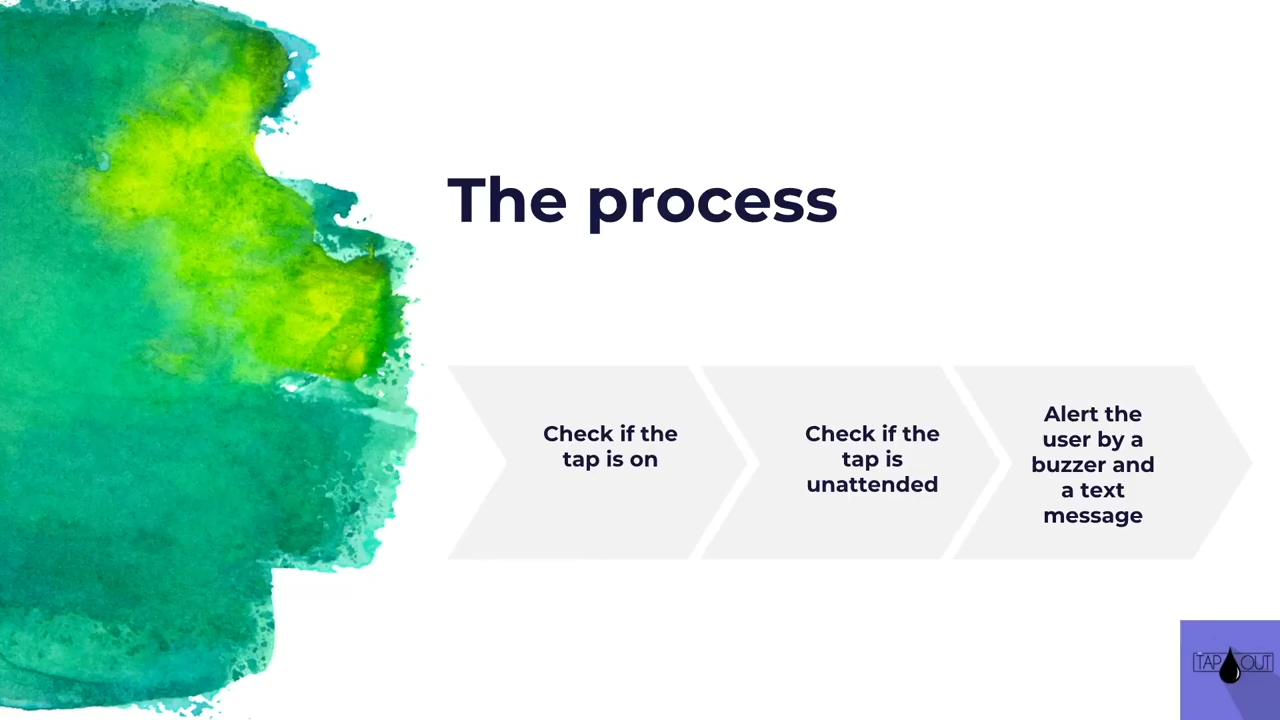 The process
Check if the
tap is on
Check if the
tap is
unattended
Alert the
user by a
buzzer and
a text
message
TAP OUT